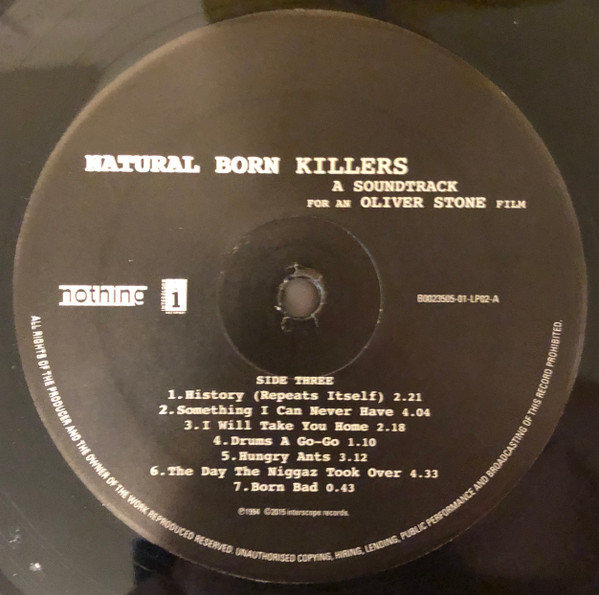 NATURAL BORN KILLERS
A SOUNDTRACK
FOR AN OLIVER STONE FILM
nothing
i
B0023505-01-LP02-A
SIDE THREE
1.History (Repeats Itself) 2.21
2.Something I Can Never Have 4.04
3.I Will Take You Home 2.18
4.Drums A Go-Go 1.10
5.Hungry Ants 3.12
6.The Day The Niggaz Took Over 4.33
7.Born Bad 0.43
℗1994 ©2015 interscope records.
ALL RIGHTS OF THE PRODUCER AND THE OWNER OF THE WORK REPRODUCED RESERVED. UNAUTHORISED COPYING, HIRING, LENDING, PUBLIC PERFORMANCE AND BROADCASTING OF THIS RECORD PROHIBITED.